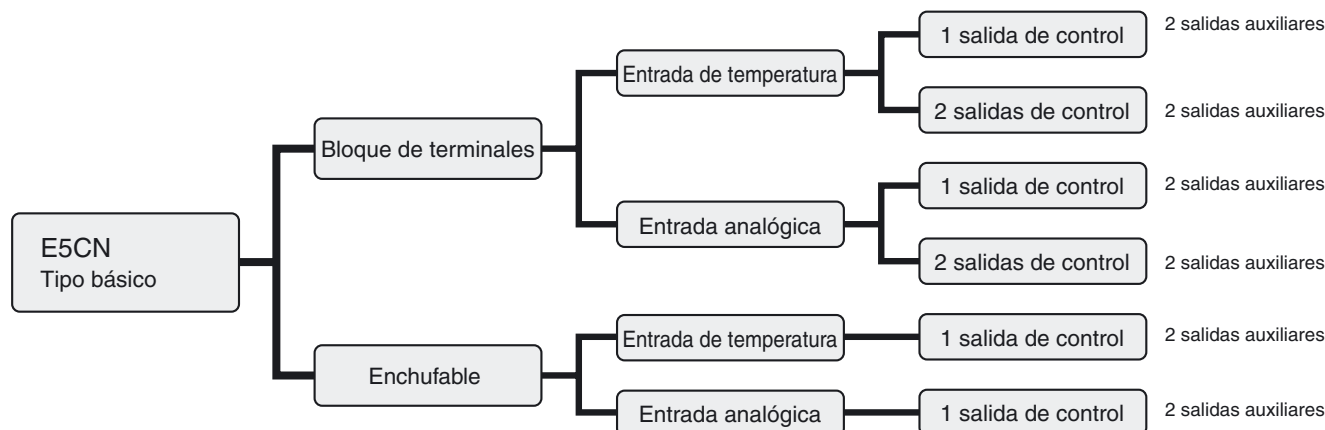 E5CN
Tipo básico
Bloque de terminales
Entrada de temperatura
1 salida de control
2 salidas auxiliares
2 salidas de control
2 salidas auxiliares
Entrada analógica
1 salida de control
2 salidas auxiliares
2 salidas de control
2 salidas auxiliares
Enchufable
Entrada de temperatura
1 salida de control
2 salidas auxiliares
Entrada analógica
1 salida de control
2 salidas auxiliares